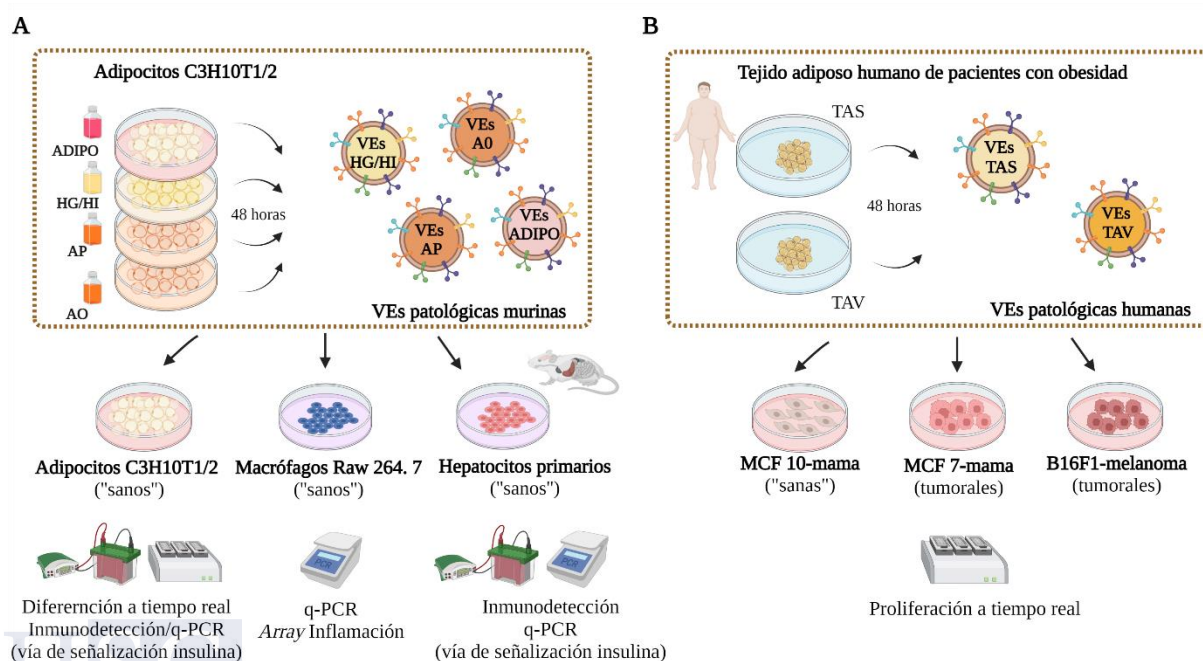 A
Adipocitos C3H10T1/2
ADIPO
HG/HI
AP
AO
48 horas
VEs
HG/HI
VEs
A0
VEs
AP
VEs
ADIPO
VEs patológicas murinas
Adipocitos C3H10T1/2
("sanos")
Macrófagos Raw 264. 7
("sanos")
Hepatocitos primarios
("sanos")
Diferernción a tiempo real
Inmunodetección/q-PCR
(vía de señalización insulina)
PCR
q-PCR
Array Inflamación
PCR
Inmunodetección
q-PCR
(vía de señalización insulina)
B
Tejido adiposo humano de pacientes con obesidad
TAS
TAV
48 horas
VEs
TAS
VEs
TAV
VEs patológicas humanas
MCF 10-mama
("sanas")
MCF 7-mama
(tumorales)
B16F1-melanoma
(tumorales)
Proliferación a tiempo real